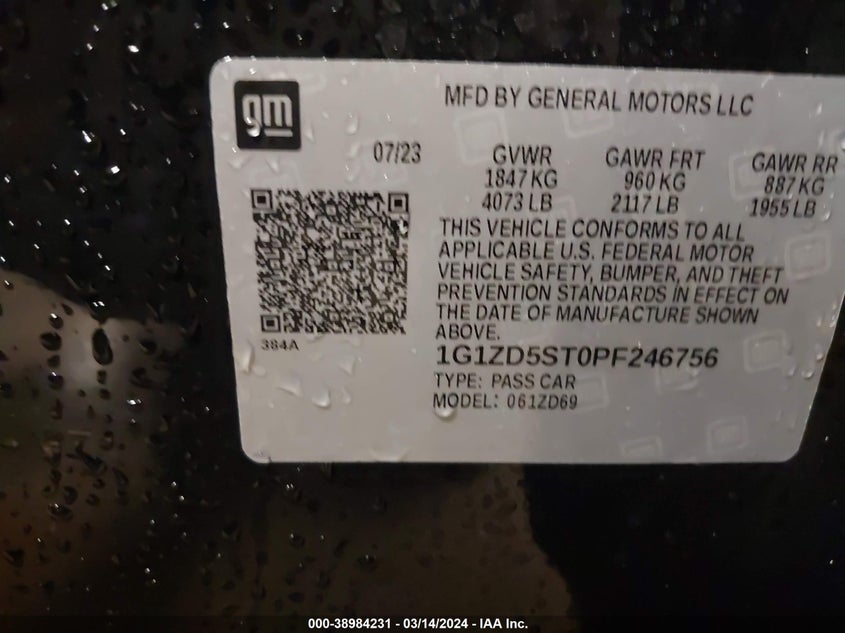 gm
MFD BY GENERAL MOTORS LLC
07/23 GVWR GAWR FRT GAWR RR
1847 KG 960 KG 887 KG
4073 LB 2117 LB 1955 LB
THIS VEHICLE CONFORMS TO ALL
APPLICABLE U.S. FEDERAL MOTOR
VEHICLE SAFETY, BUMPER, AND THEFT
PREVENTION STANDARDS IN EFFECT ON
THE DATE OF MANUFACTURE SHOWN
ABOVE.
384A
1G1ZD5ST0PF246756
TYPE: PASS CAR
MODEL: 061ZD69
000-38984231 - 03/14/2024 - IAA Inc.